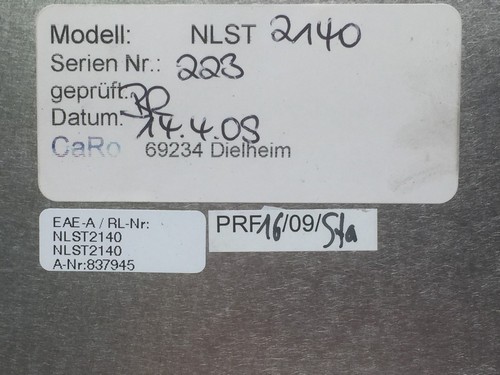 Modell: NLST 2140
Serien Nr.: 223
geprüft.:
Datum: 14.4.08
CaRo 69234 Dielheim
EAE-A / RL-Nr:
NLST2140
NLST2140
A-Nr:837945
PRF16/09/Sta